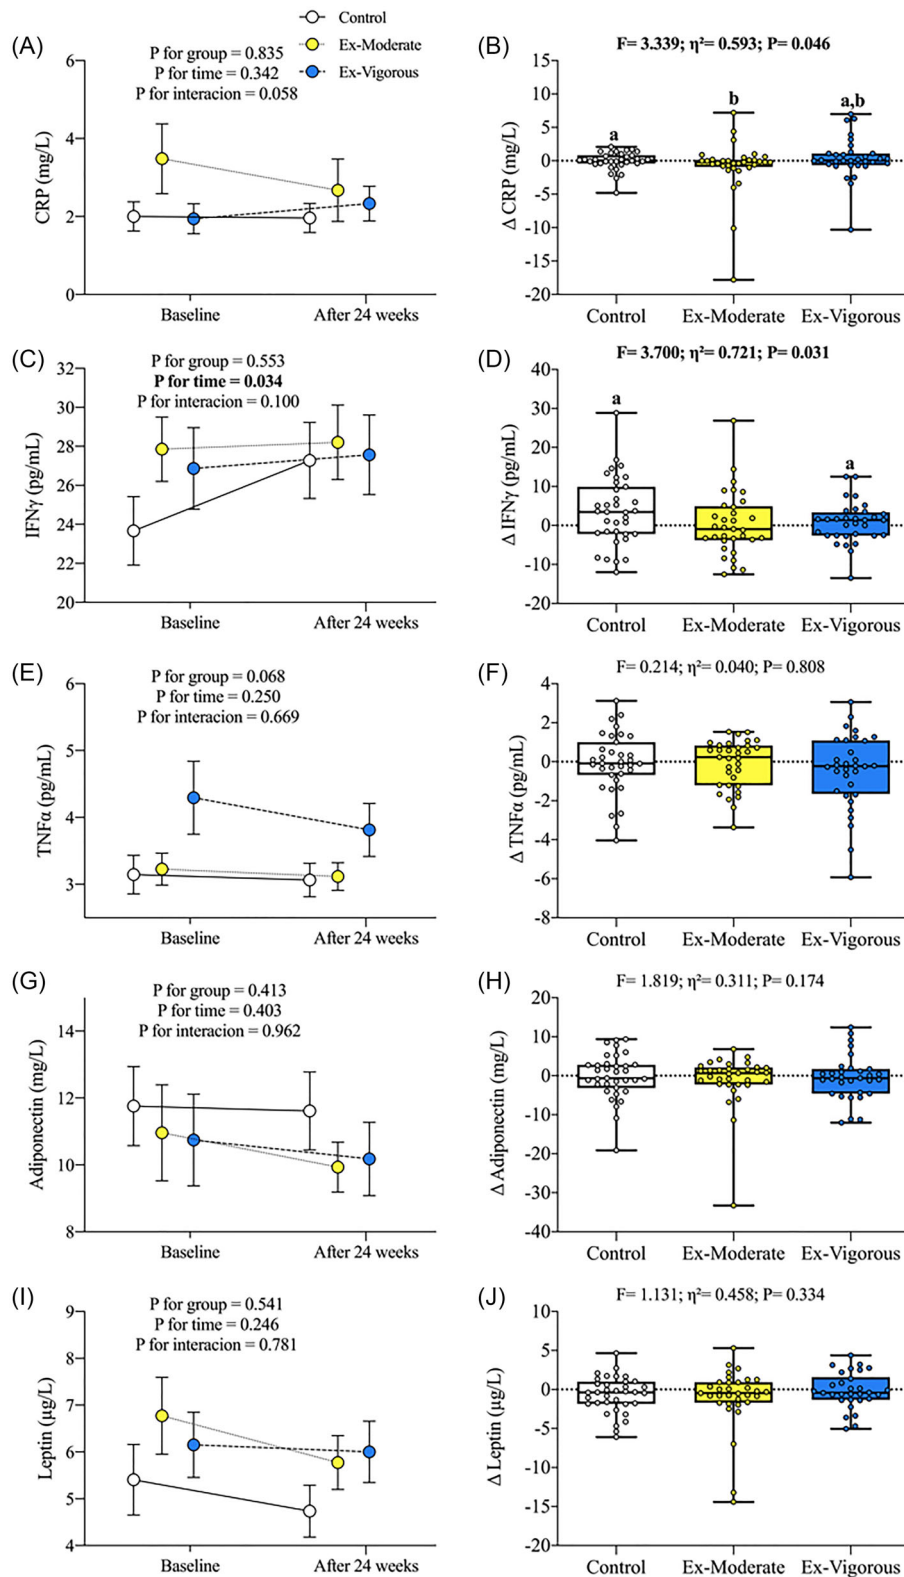 Control
Ex-Moderate
Ex-Vigorous
(A)
P for group = 0.835
P for time = 0.342
P for interacion = 0.058
CRP (mg/L)
6
4
2
0
Baseline
After 24 weeks
(B)
F= 3.339; η²= 0.593; P= 0.046
Δ CRP (mg/L)
15
10
5
0
-5
-10
-15
-20
a
b
a,b
Control
Ex-Moderate
Ex-Vigorous
(C)
P for group = 0.553
P for time = 0.034
P for interacion = 0.100
IFNγ (pg/mL)
32
30
28
26
24
22
20
Baseline
After 24 weeks
(D)
F= 3.700; η²= 0.721; P= 0.031
Δ IFNγ (pg/mL)
40
30
20
10
0
-10
-20
a
a
Control
Ex-Moderate
Ex-Vigorous
(E)
P for group = 0.068
P for time = 0.250
P for interacion = 0.669
TNFα (pg/mL)
6
5
4
3
Baseline
After 24 weeks
(F)
F= 0.214; η²= 0.040; P= 0.808
Δ TNFα (pg/mL)
4
2
0
-2
-4
-6
-8
Control
Ex-Moderate
Ex-Vigorous
(G)
P for group = 0.413
P for time = 0.403
P for interacion = 0.962
Adiponectin (mg/L)
14
12
10
8
Baseline
After 24 weeks
(H)
F= 1.819; η²= 0.311; P= 0.174
Δ Adiponectin (mg/L)
20
10
0
-10
-20
-30
-40
Control
Ex-Moderate
Ex-Vigorous
(I)
P for group = 0.541
P for time = 0.246
P for interacion = 0.781
Leptin (μg/L)
9
8
7
6
5
4
Baseline
After 24 weeks
(J)
F= 1.131; η²= 0.458; P= 0.334
Δ Leptin (μg/L)
10
5
0
-5
-10
-15
-20
Control
Ex-Moderate
Ex-Vigorous